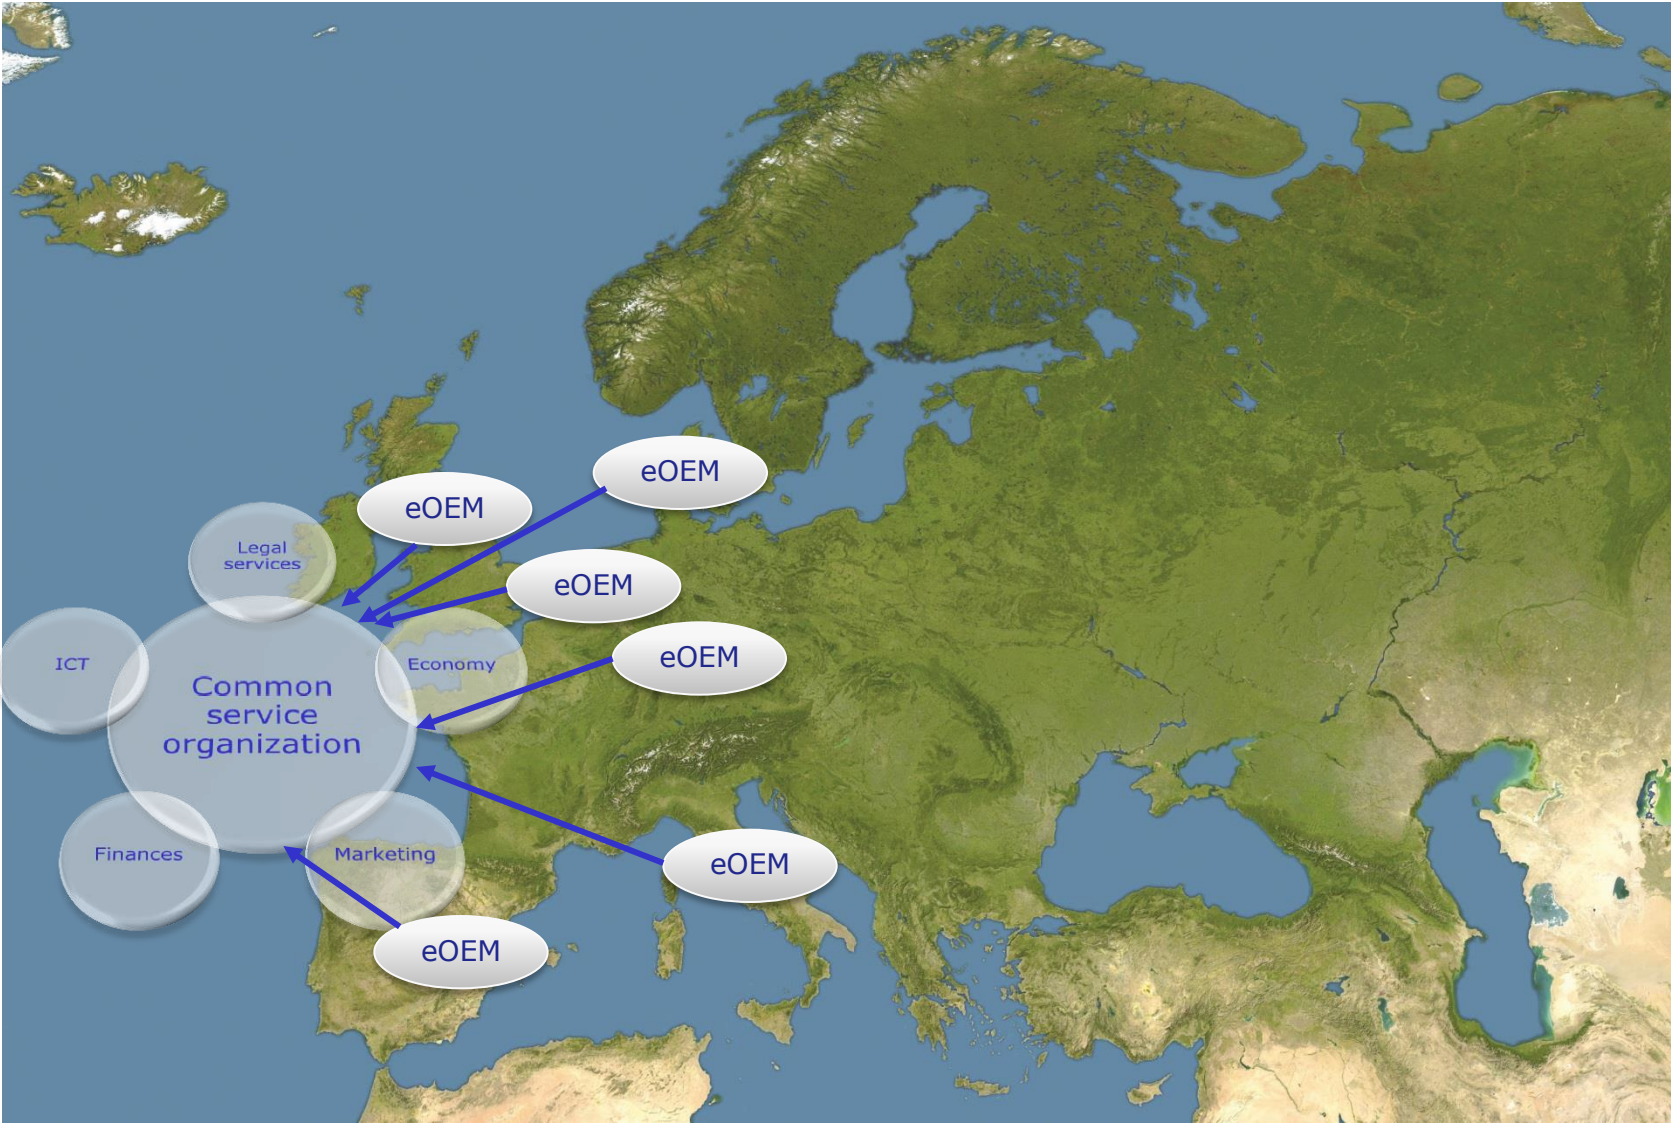 eOEM
eOEM
Legal
services
eOEM
ICT
Economy
eOEM
Common
service
organization
Finances
Marketing
eOEM
eOEM